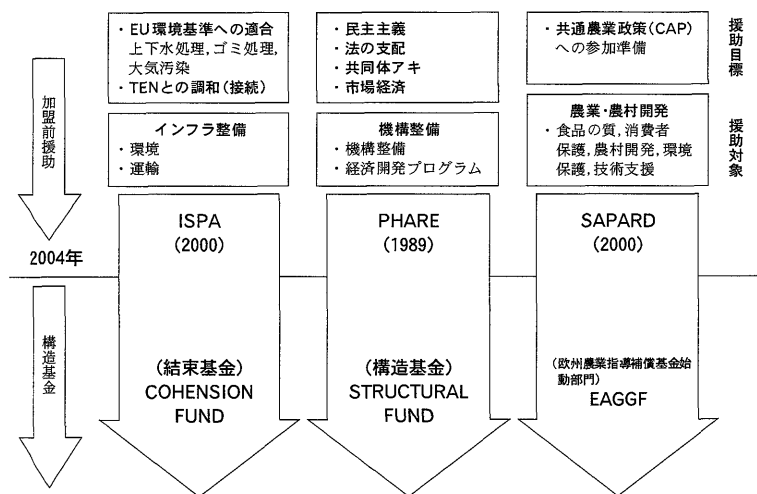 ・EU環境基準への適合
上下水処理,ゴミ処理,
大気汚染
・TENとの調和(接続)
・民主主義
・法の支配
・共同体アキ
・市場経済
・共通農業政策(CAP)
への参加準備
援助目標
加盟前援助
インフラ整備
・環境
・運輸
機構整備
・機構整備
・経済開発プログラム
農業・農村開発
・食品の質,消費者
保護,農村開発,環境
保護,技術支援
援助対象
ISPA
(2000)
PHARE
(1989)
SAPARD
(2000)
2004年
構造基金
(結束基金)
COHENSION
FUND
(構造基金)
STRUCTURAL
FUND
(欧州農業指導補償基金始
動部門)
EAGGF